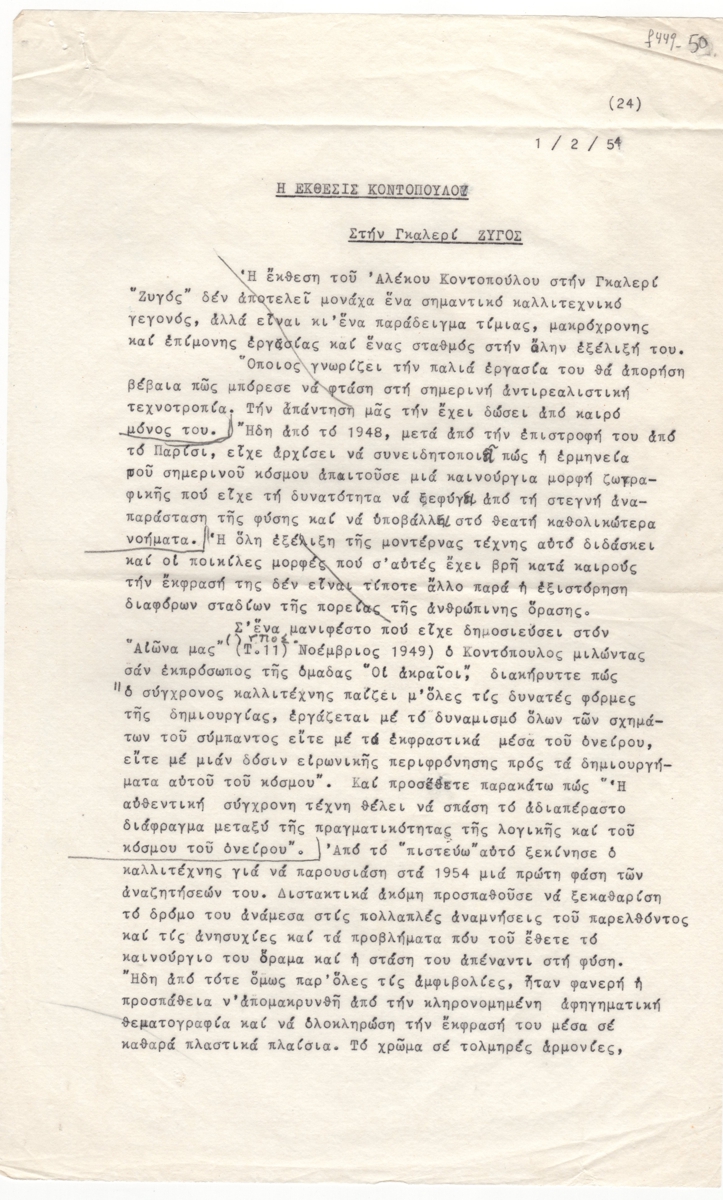 f449-50
(24)
1 / 2 / 54
Η ΕΚΘΕΣΙΣ ΚΟΝΤΟΠΟΥΛΟΥ
Στήν Γκαλερί ΖΥΓΟΣ
Ἡ ἔκθεση τοῦ Ἀλέκου Κοντοπούλου στήν Γκαλερί
"Ζυγός" δέν ἀποτελεῖ μονάχα ἕνα σημαντικό καλλιτεχνικό
γεγονός, ἀλλά εἶναι κι'ἕνα παράδειγμα τίμιας, μακρόχρονης
καί ἐπίμονης ἐργασίας καί ἕνας σταθμός στήν ὅλην ἐξέλιξή του.
Ὅποιος γνωρίζει τήν παλιά ἐργασία του θά ἀπορήση
βέβαια πῶς μπόρεσε νά φτάση στή σημερινή ἀντιρεαλιστική
τεχνοτροπία. Τήν ἀπάντηση μᾶς τήν ἔχει δώσει ἀπό καιρό
μόνος του. Ἤδη ἀπό τό 1948, μετά ἀπό τήν ἐπιστροφή του ἀπό
τό Παρίσι, εἶχε ἀρχίσει νά συνειδητοποιῆ πώς ἡ ἑρμηνεία
τοῦ σημερινοῦ κόσμου ἀπαιτοῦσε μιά καινούργια μορφή ζωγρα-
φικῆς πού εἶχε τή δυνατότητα νά ξεφύγει ἀπό τή στεγνή ἀνα-
παράσταση τῆς φύσης καί νά ὑποβάλλει στό θεατή καθολικώτερα
νοήματα. Ἡ ὅλη ἐξέλιξη τῆς μοντέρνας τέχνης αὐτό διδάσκει
καί οἱ ποικίλες μορφές πού σ'αὐτές ἔχει βρῆ κατά καιρούς
τήν ἔκφρασή της δέν εἶναι τίποτε ἄλλο παρά ἡ ἐξιστόρηση
διαφόρων σταδίων τῆς πορείας τῆς ἀνθρώπινης ὅρασης.
Σ'ἕνα μανιφέστο πού εἶχε δημοσιεύσει στόν
"Αἰῶνα μας" (Τ.11) Νοέμβριος 1949) ὁ Κοντόπουλος μιλώντας
σάν ἐκπρόσωπος τῆς ὁμαδας "Οἱ ἀκραῖοι", διακήρυττε πώς
"ὁ σύγχρονος καλλιτέχνης παίζει μ'ὅλες τίς δυνατές φόρμες
τῆς δημιουργίας, ἐργάζεται μέ τό δυναμισμό ὅλων τῶν σχημά-
των τοῦ σύμπαντος εἴτε μέ τά ἐκφραστικά μέσα τοῦ ὀνείρου,
εἴτε μέ μιάν δόσιν εἰρωνικῆς περιφρόνησης πρός τά δημιουργή-
ματα αὐτοῦ τοῦ κόσμου". Καί προσέθετε παρακάτω πώς "Ἡ
αὐθεντική σύγχρονη τέχνη θέλει νά σπάση τό ἀδιαπέραστο
διάφραγμα μεταξύ τῆς πραγματικότητας τῆς λογικῆς καί τοῦ
κόσμου τοῦ ὀνείρου". Ἀπό τό "πιστεύω"αὐτό ξεκίνησε ὁ
καλλιτέχνης γιά νά παρουσιάση στά 1954 μιά πρώτη φάση τῶν
ἀναζητήσεών του. Διστακτικά ἀκόμη προσπαθοῦσε νά ξεκαθαρίση
τό δρόμο του ἀνάμεσα στίς πολλαπλές ἀναμνήσεις τοῦ παρελθόντος
καί τίς ἀνησυχίες καί τά προβλήματα πόυ τοῦ ἔθετε τό
καινούργιο του ὅραμα καί ἡ στάση του ἀπέναντι στή φύση.
Ἤδη ἀπό τότε ὅμως παρ'ὅλες τίς ἀμφιβολίες, ἦταν φανερή ἡ
προσπάθεια ν'ἀπομακρυνθῆ ἀπό τήν κληρονομημένη ἀφηγηματική
θεματογραφία καί νά ὁλοκληρώση τήν ἔκφρασή του μέσα σέ
καθαρά πλαστικά πλαίσια. Τό χρῶμα σέ τολμηρές ἁρμονίες,